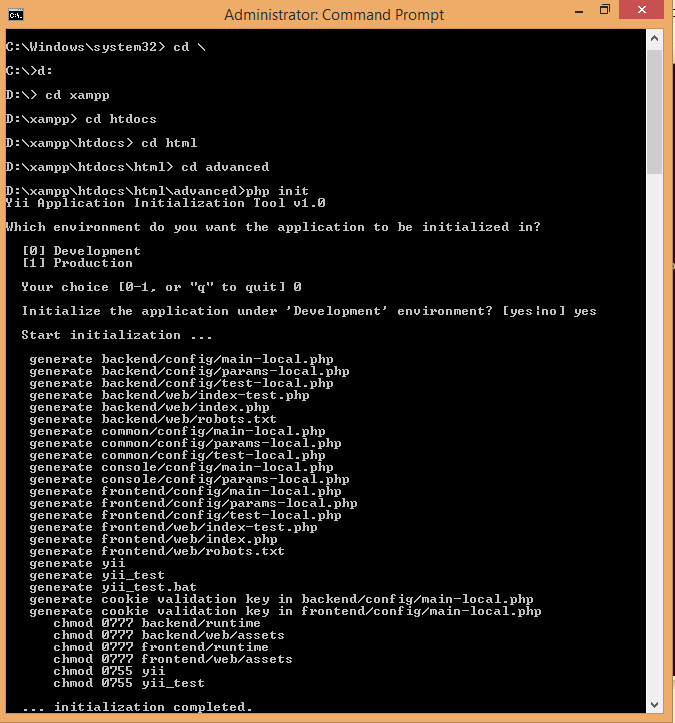 Administrator: Command Prompt
C:\Windows\system32> cd \
C:\>d:
D:\> cd xampp
D:\xampp> cd htdocs
D:\xampp\htdocs> cd html
D:\xampp\htdocs\html> cd advanced
D:\xampp\htdocs\html\advanced>php init
Yii Application Initialization Tool v1.0
Which environment do you want the application to be initialized in?
[0] Development
[1] Production
Your choice [0-1, or "q" to quit] 0
Initialize the application under 'Development' environment? [yes|no] yes
Start initialization ...
generate backend/config/main-local.php
generate backend/config/params-local.php
generate backend/config/test-local.php
generate backend/web/index-test.php
generate backend/web/index.php
generate backend/web/robots.txt
generate common/config/main-local.php
generate common/config/params-local.php
generate common/config/test-local.php
generate console/config/main-local.php
generate console/config/params-local.php
generate frontend/config/main-local.php
generate frontend/config/params-local.php
generate frontend/config/test-local.php
generate frontend/web/index-test.php
generate frontend/web/index.php
generate frontend/web/robots.txt
generate yii
generate yii_test
generate yii_test.bat
generate cookie validation key in backend/config/main-local.php
generate cookie validation key in frontend/config/main-local.php
chmod 0777 backend/runtime
chmod 0777 backend/web/assets
chmod 0777 frontend/runtime
chmod 0777 frontend/web/assets
chmod 0755 yii
chmod 0755 yii_test
... initialization completed.